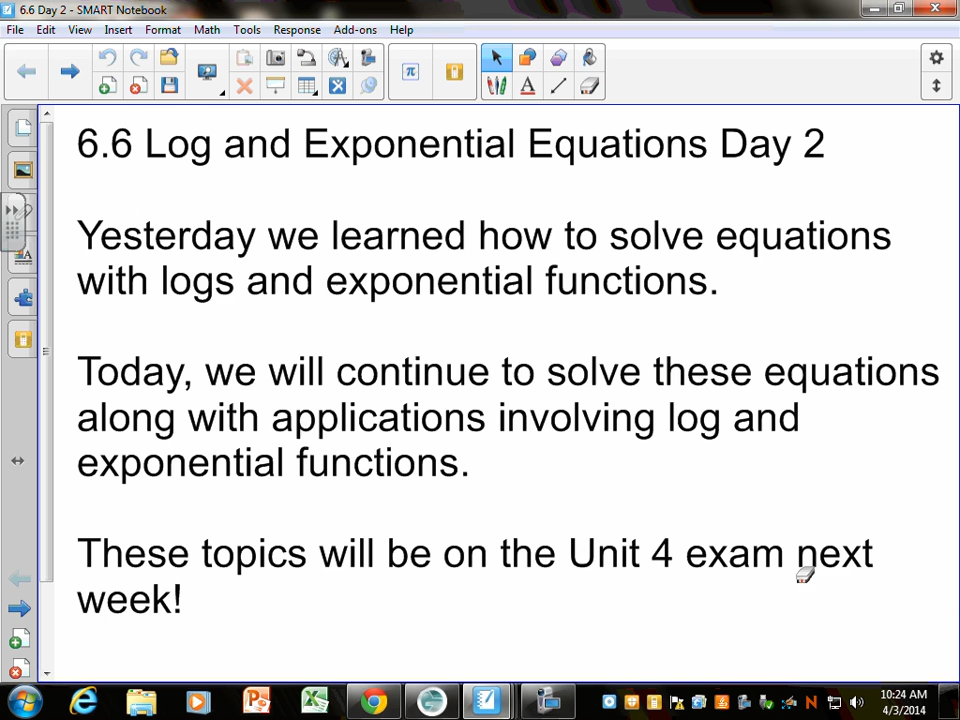 6.6 Day 2 - SMART Notebook
File Edit View Insert Format Math Tools Response Add-ons Help
6.6 Log and Exponential Equations Day 2
Yesterday we learned how to solve equations
with logs and exponential functions.
Today, we will continue to solve these equations
along with applications involving log and
exponential functions.
These topics will be on the Unit 4 exam next
week!
10:24 AM
4/3/2014